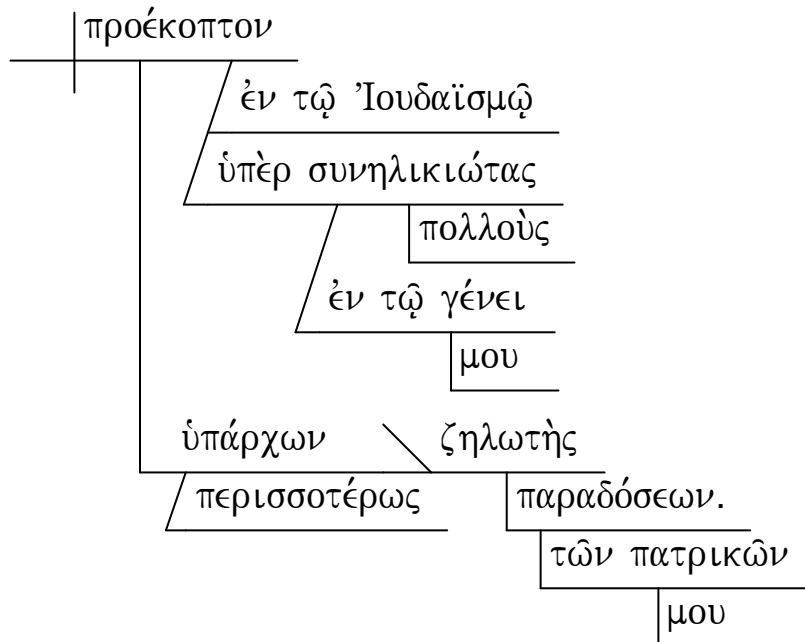 προέκοπτον
ἐν τῷ Ἰουδαϊσμῷ
ὑπὲρ συνηλικιώτας
πολλοὺς
ἐν τῷ γένει
μου
ὑπάρχων ζηλωτὴς
περισσοτέρως παραδόσεων.
τῶν πατρικῶν
μου